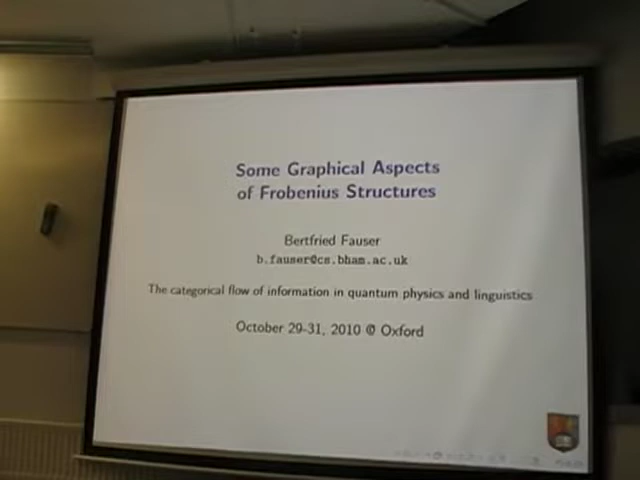 Some Graphical Aspects
of Frobenius Structures
Bertfried Fauser
b.fauser@cs.bham.ac.uk
The categorical flow of information in quantum physics and linguistics
October 29-31, 2010 @ Oxford